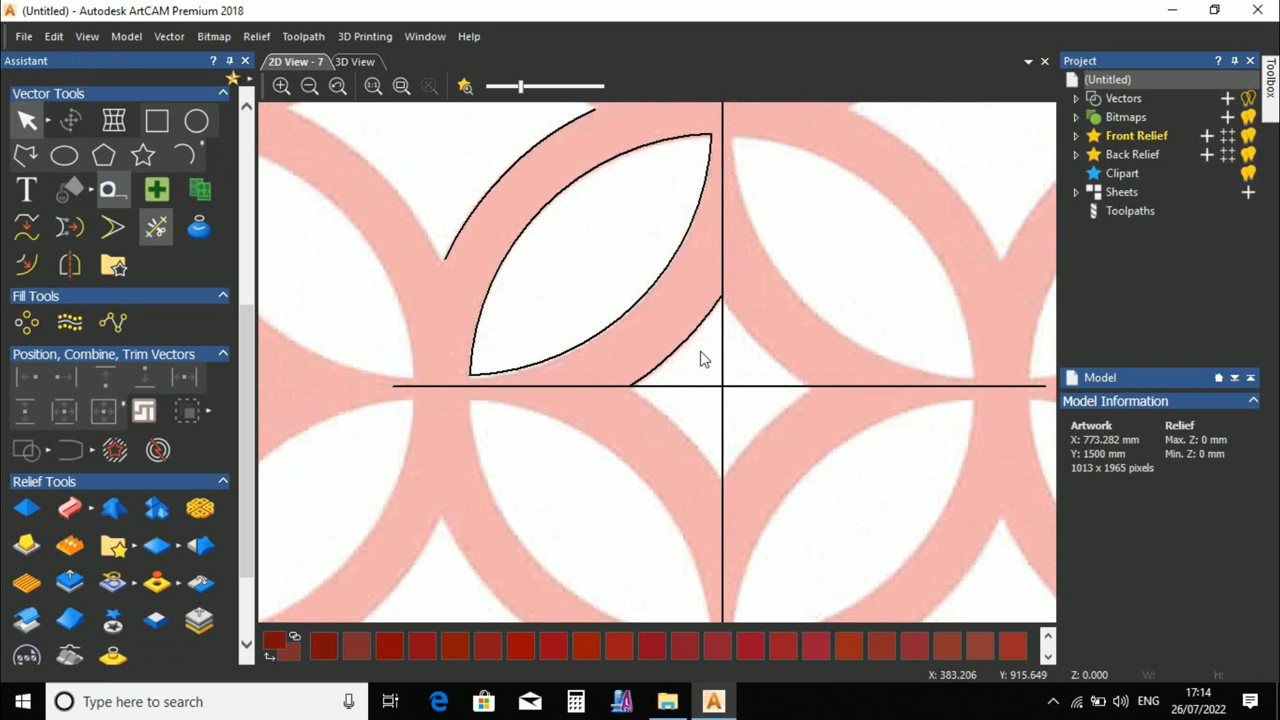 (Untitled) - Autodesk ArtCAM Premium 2018
File Edit View Model Vector Bitmap Relief Toolpath 3D Printing Window Help
Assistant
2D View - 7 3D View
Project
Toolbox
Vector Tools
(Untitled)
Vectors
Bitmaps
Front Relief
Back Relief
Clipart
Sheets
Toolpaths
Fill Tools
Position, Combine, Trim Vectors
Model
Model Information
Artwork Relief
X: 773.282 mm Max. Z: 0 mm
Y: 1500 mm Min. Z: 0 mm
1013 x 1965 pixels
Relief Tools
X: 383.206 Y: 915.649 Z: 0.000 W: H:
Type here to search
ENG
17:14
26/07/2022